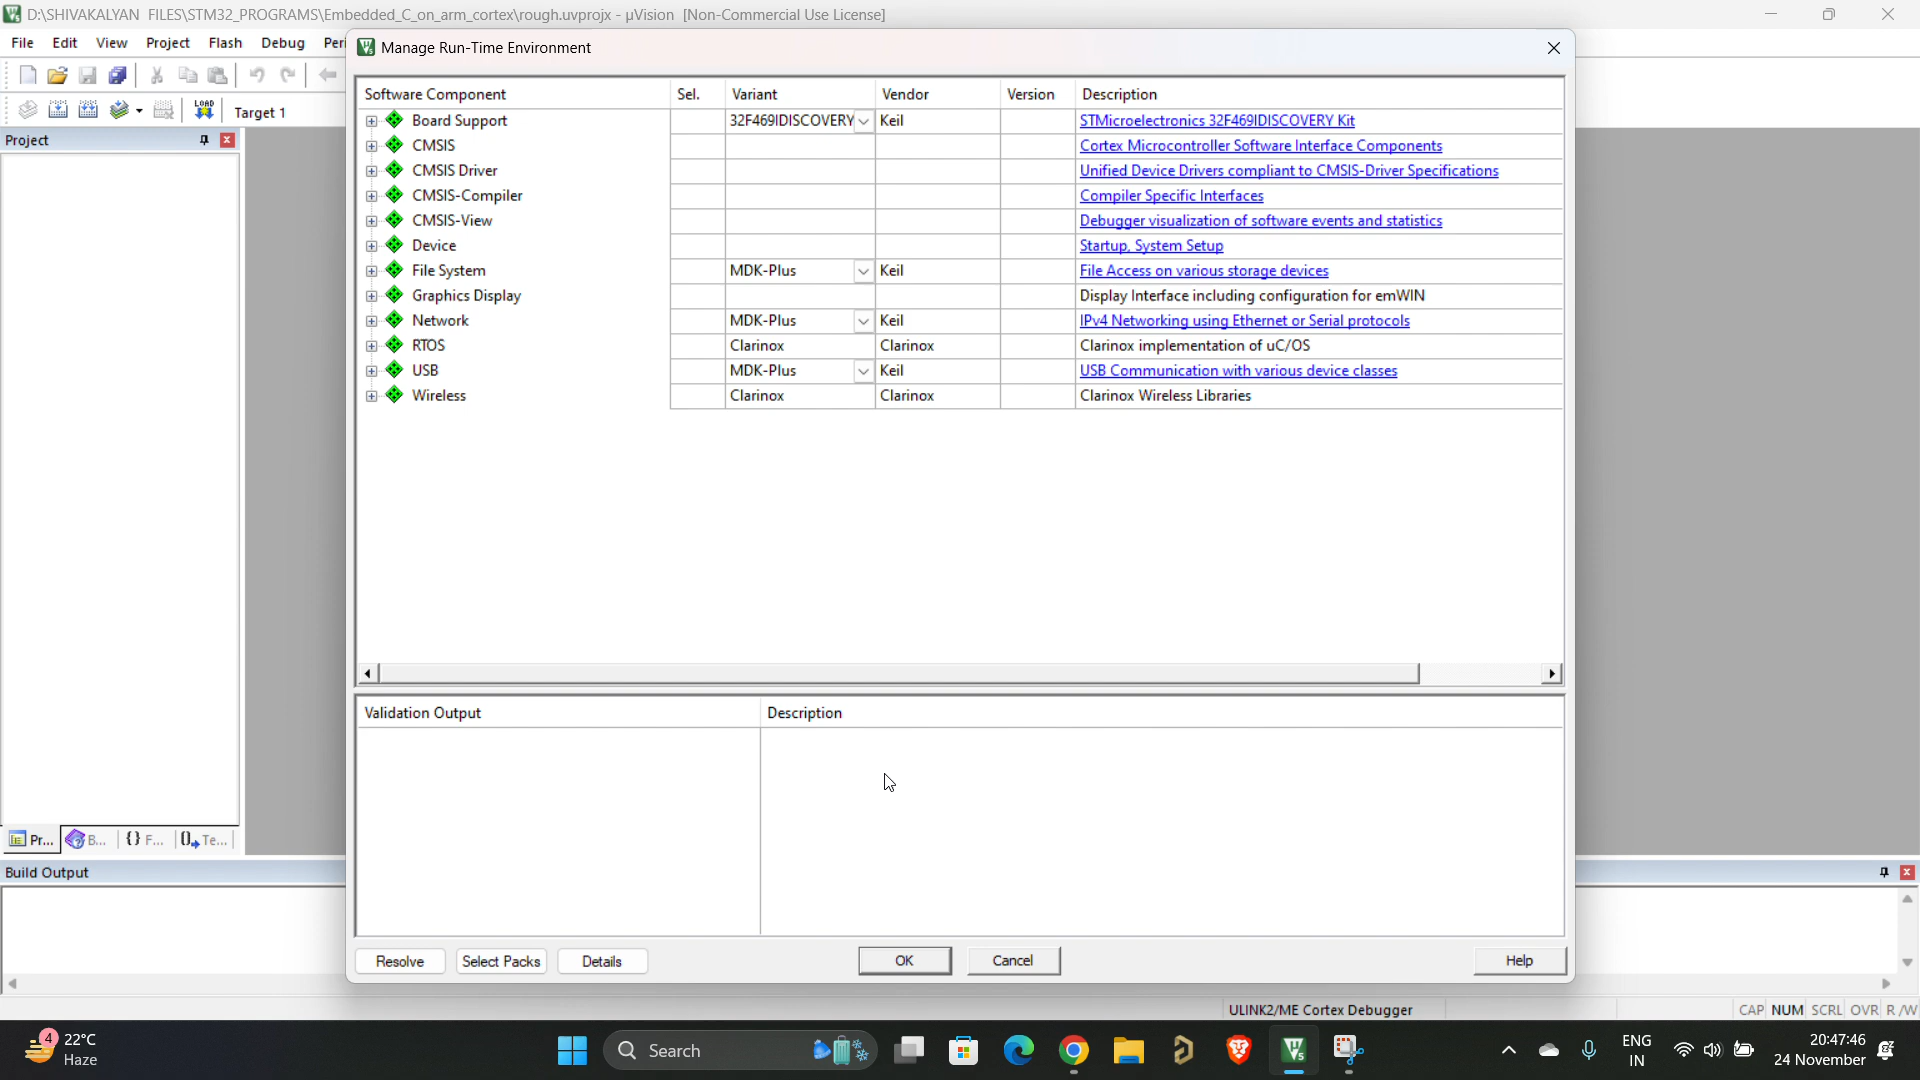 D:\SHIVAKALYAN FILES\STM32_PROGRAMS\Embedded_C_on_arm_cortex\rough.uvprojx - µVision [Non-Commercial Use License]
File Edit View Project Flash Debug Peri
Manage Run-Time Environment
LOAD
Target 1
Project
Software Component Sel. Variant Vendor Version Description
Board Support 32F469IDISCOVERY Keil STMicroelectronics 32F469IDISCOVERY Kit
CMSIS Cortex Microcontroller Software Interface Components
CMSIS Driver Unified Device Drivers compliant to CMSIS-Driver Specifications
CMSIS-Compiler Compiler Specific Interfaces
CMSIS-View Debugger visualization of software events and statistics
Device Startup, System Setup
File System MDK-Plus Keil File Access on various storage devices
Graphics Display Display Interface including configuration for emWIN
Network MDK-Plus Keil IPv4 Networking using Ethernet or Serial protocols
RTOS Clarinox Clarinox Clarinox implementation of uC/OS
USB MDK-Plus Keil USB Communication with various device classes
Wireless Clarinox Clarinox Clarinox Wireless Libraries
Validation Output Description
Pr... B... {} F... Te...
Build Output
Resolve Select Packs Details OK Cancel Help
ULINK2/ME Cortex Debugger CAP NUM SCRL OVR R/W
4 22°C
Haze
Search
ENG
IN
20:47:46
24 November